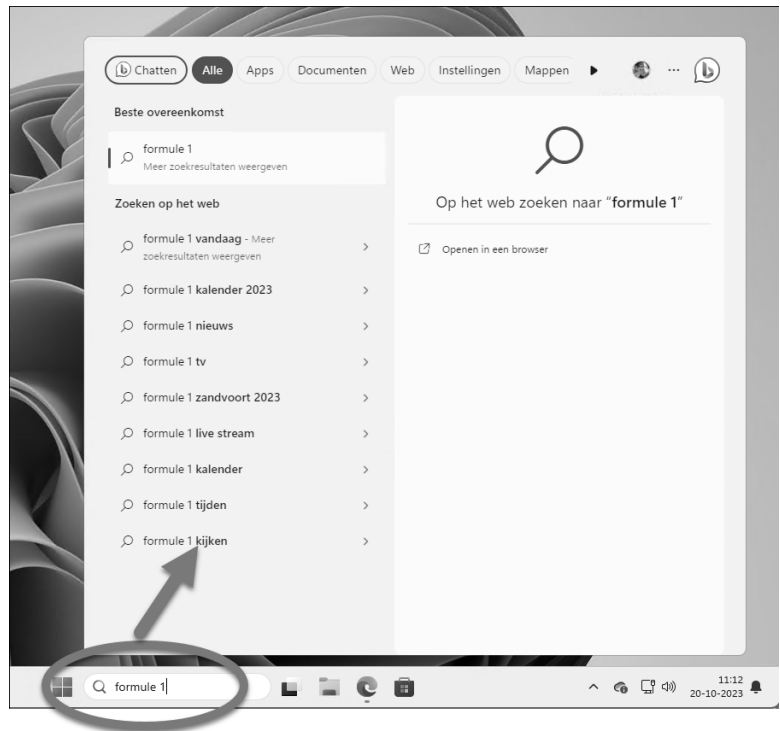 Chatten Alle Apps Documenten Web Instellingen Mappen
Beste overeenkomst
formule 1
Meer zoekresultaten weergeven
Zoeken op het web
formule 1 vandaag - Meer
zoekresultaten weergeven
formule 1 kalender 2023
formule 1 nieuws
formule 1 tv
formule 1 zandvoort 2023
formule 1 live stream
formule 1 kalender
formule 1 tijden
formule 1 kijken
Op het web zoeken naar “formule 1”
Openen in een browser
formule 1
11:12
20-10-2023